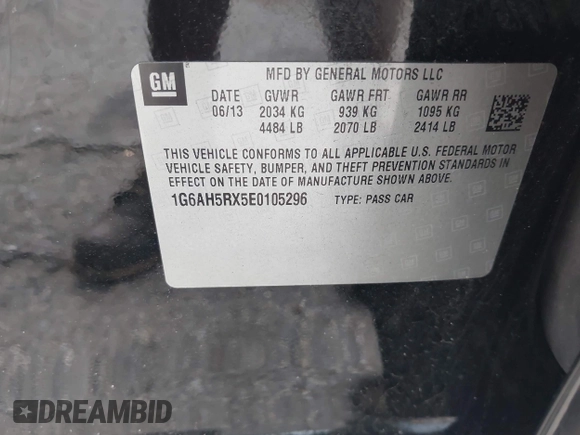 GM
MFD BY GENERAL MOTORS LLC
DATE GVWR GAWR FRT GAWR RR
06/13 2034 KG 939 KG 1095 KG
4484 LB 2070 LB 2414 LB
THIS VEHICLE CONFORMS TO ALL APPLICABLE U.S. FEDERAL MOTOR
VEHICLE SAFETY, BUMPER, AND THEFT PREVENTION STANDARDS IN
EFFECT ON THE DATE OF MANUFACTURE SHOWN ABOVE.
1G6AH5RX5E0105296 TYPE: PASS CAR
DREAMBID